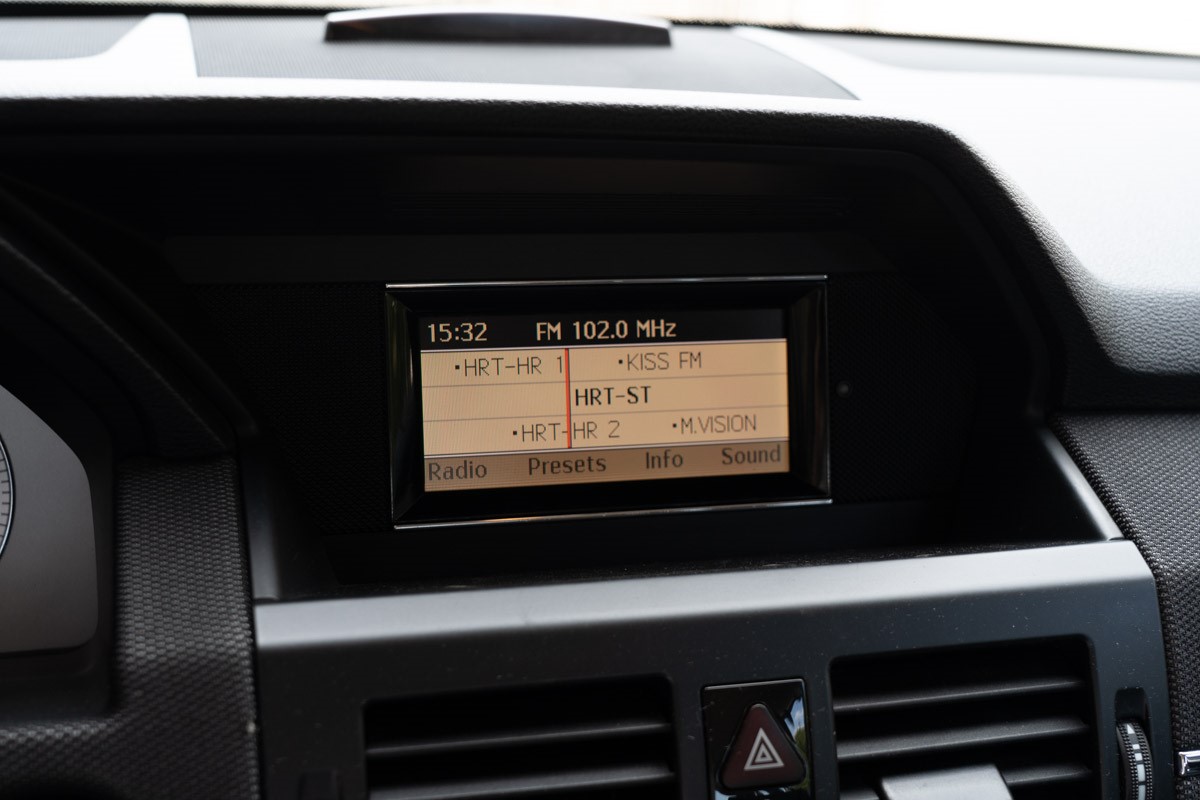 15:32 FM 102.0 MHz
•HRT-HR 1 •KISS FM
HRT-ST
•HRT-HR 2 •M.VISION
Radio Presets Info Sound